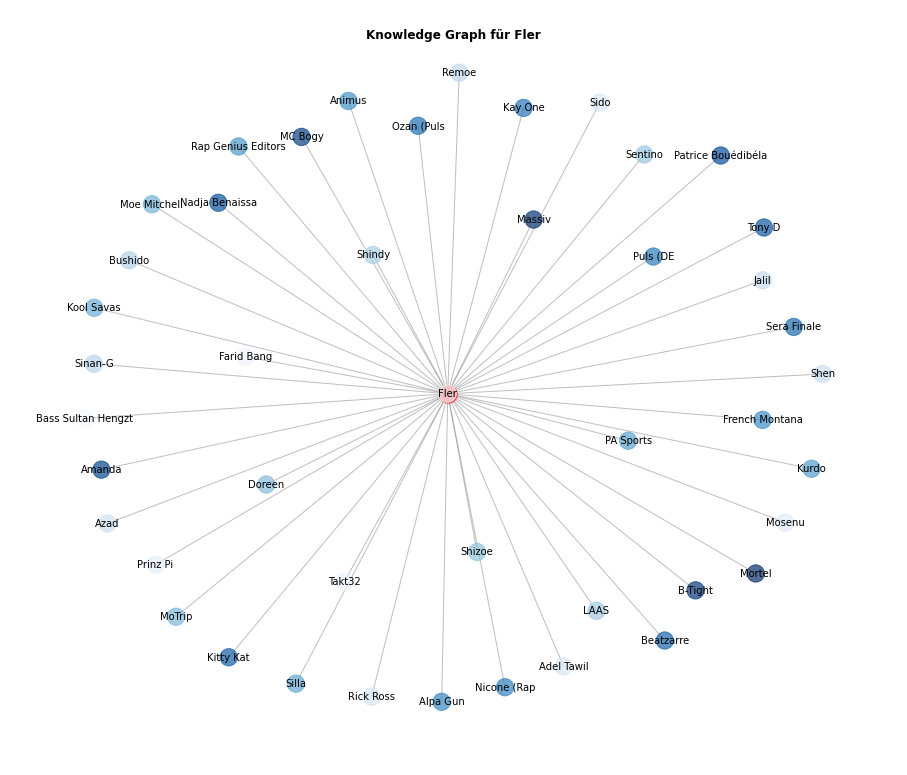 Knowledge Graph für Fler
Remoe
Animus
Sido
Kay One
Ozan (Puls
MC Bogy
Rap Genius Editors
Sentino
Patrice Bouédibéla
Moe Mitchell
Nadja Benaissa
Massiv
Tony D
Shindy
Puls (DE
Bushido
Jalil
Kool Savas
Sera Finale
Farid Bang
Sinan-G
Shen
Fler
Bass Sultan Hengzt
French Montana
PA Sports
Amanda
Kurdo
Doreen
Azad
Mosenu
Shizoe
Prinz Pi
Mortel
Takt32
B-Tight
MoTrip
LAAS
Beatzarre
Kitty Kat
Adel Tawil
Silla
Nicone (Rap
Rick Ross
Alpa Gun